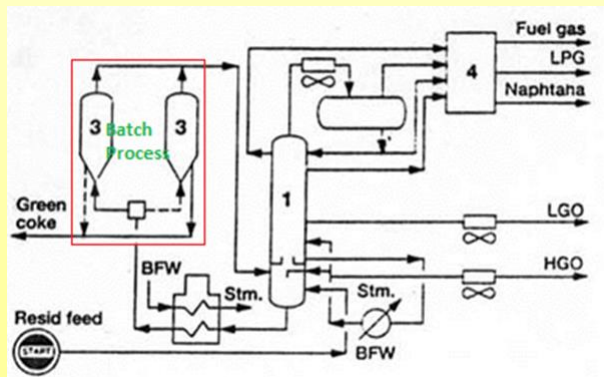 Fuel gas
LPG
4
Naphtana
3
3
Batch
Process
1
Green
coke
LGO
BFW
Stm.
Stm.
HGO
Resid feed
START
BFW